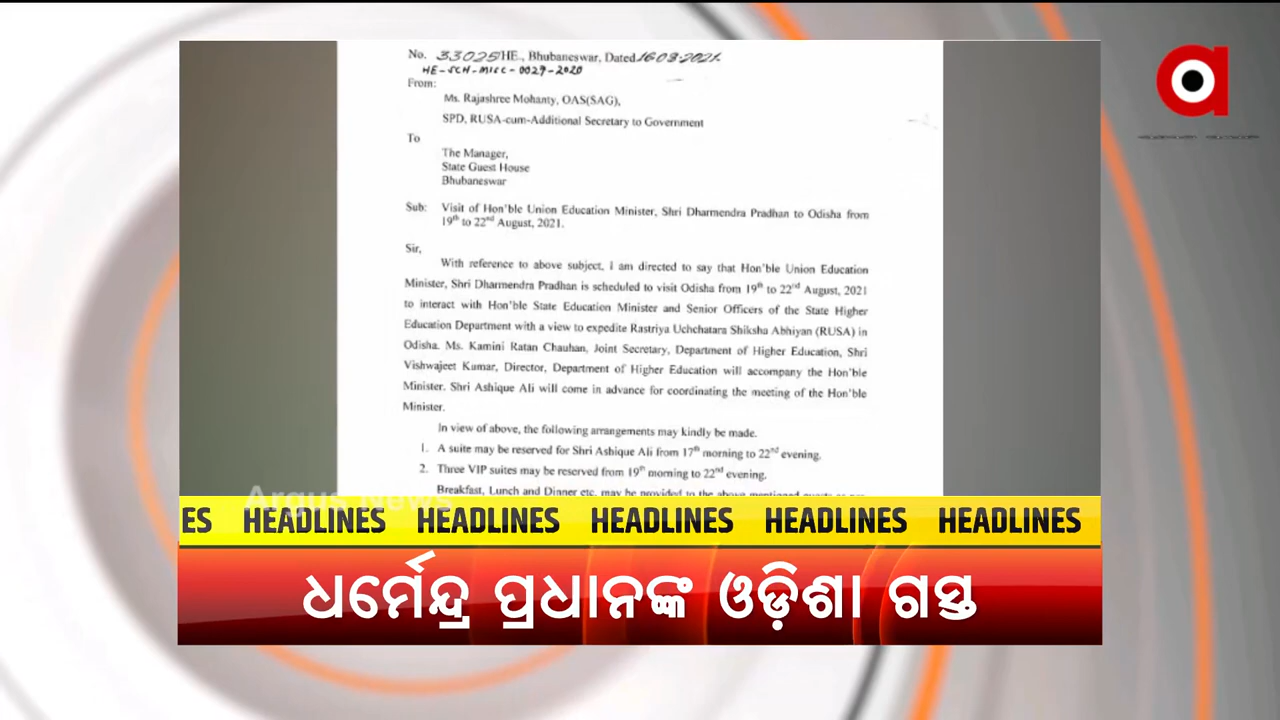 No. 33025/HE., Bhubaneswar, Dated 16.08.2021.
HE-SCH-MISC-0029-2020
From:
Ms. Rajashree Mohanty, OAS(SAG),
SPD, RUSA-cum-Additional Secretary to Government
To
The Manager,
State Guest House
Bhubaneswar
Sub: Visit of Hon'ble Union Education Minister, Shri Dharmendra Pradhan to Odisha from
19th to 22nd August, 2021.
Sir,
With reference to above subject, I am directed to say that Hon'ble Union Education
Minister, Shri Dharmendra Pradhan is scheduled to visit Odisha from 19th to 22nd August, 2021
to interact with Hon'ble State Education Minister and Senior Officers of the State Higher
Education Department with a view to expedite Rastriya Uchchatara Shiksha Abhiyan (RUSA) in
Odisha. Ms. Kamini Ratan Chauhan, Joint Secretary, Department of Higher Education, Shri
Vishwajeet Kumar, Director, Department of Higher Education will accompany the Hon'ble
Minister. Shri Ashique Ali will come in advance for coordinating the meeting of the Hon'ble
Minister.
In view of above, the following arrangements may kindly be made.
1. A suite may be reserved for Shri Ashique Ali from 17th morning to 22nd evening.
2. Three VIP suites may be reserved from 19th morning to 22nd evening.
Breakfast, Lunch and Dinner etc. may be provided to the above mentioned guests as per
Argus News
ES HEADLINES HEADLINES HEADLINES HEADLINES HEADLINES
ଧର୍ମେନ୍ଦ୍ର ପ୍ରଧାନଙ୍କ ଓଡ଼ିଶା ଗସ୍ତ